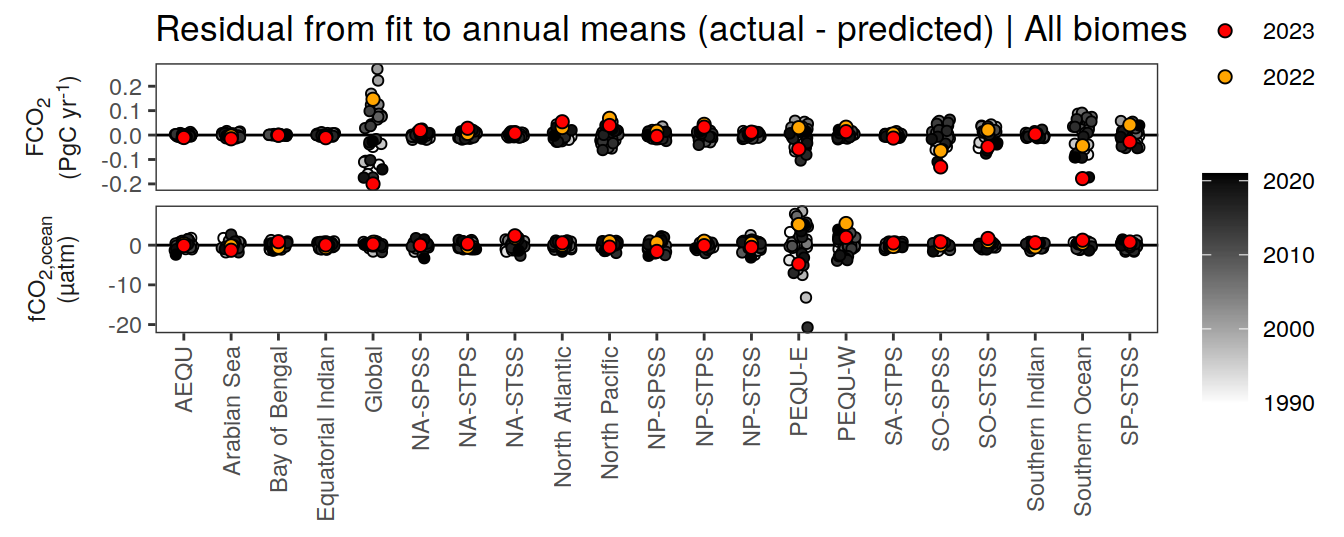 Residual from fit to annual means (actual - predicted) | All biomes
2023
2022
FCO2
(PgC yr⁻¹)
0.2
0.1
0.0
-0.1
-0.2
fCO2,ocean
(µatm)
0
-10
-20
AEQU
Arabian Sea
Bay of Bengal
Equatorial Indian
Global
NA-SPSS
NA-STPS
NA-STSS
North Atlantic
North Pacific
NP-SPSS
NP-STPS
NP-STSS
PEQU-E
PEQU-W
SA-STPS
SO-SPSS
SO-STSS
Southern Indian
Southern Ocean
SP-STSS
2020
2010
2000
1990